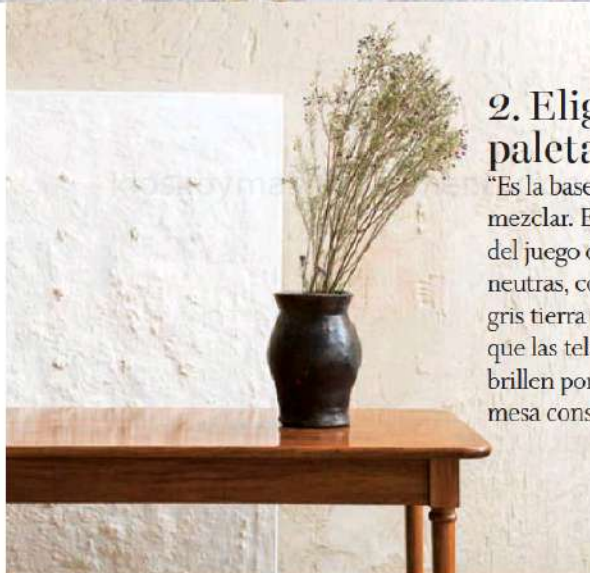 2. Elig
paleta
“Es la base
mezclar. E
del juego
neutras, co
gris tierra
que las tel
brillen por
mesa cons